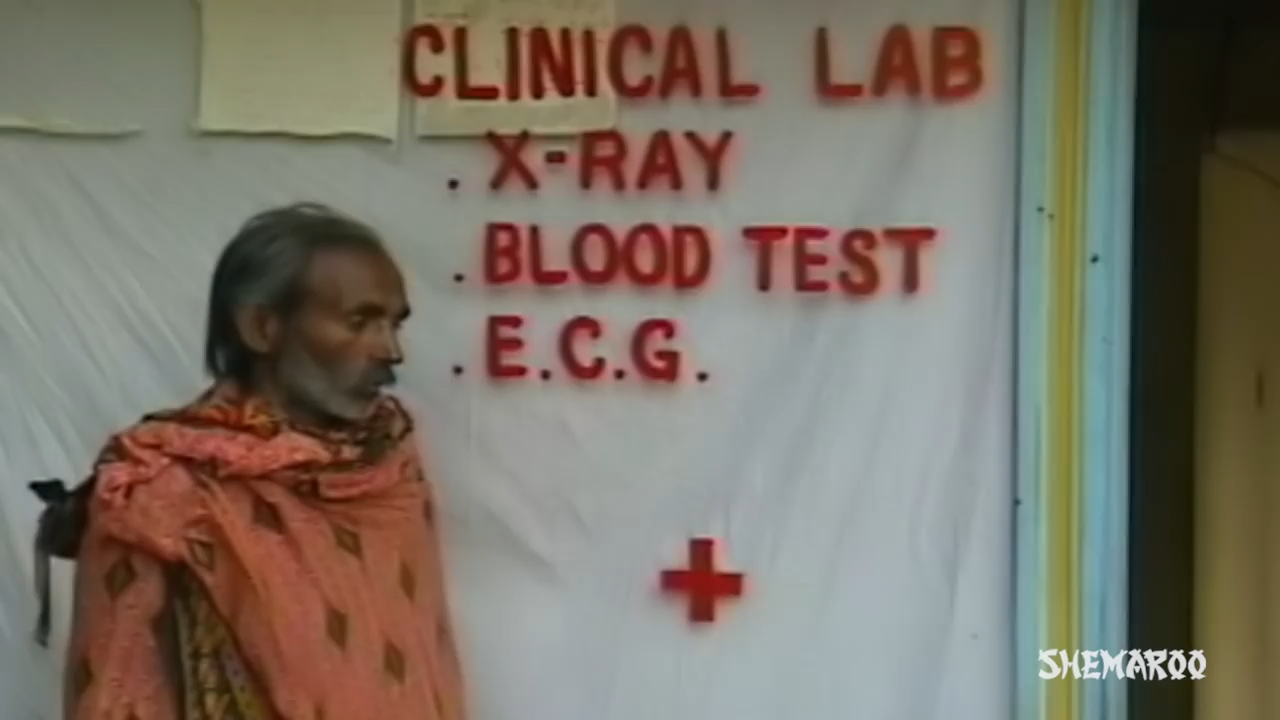 CLINICAL LAB
. X-RAY
. BLOOD TEST
. E.C.G.
SHEMAROO